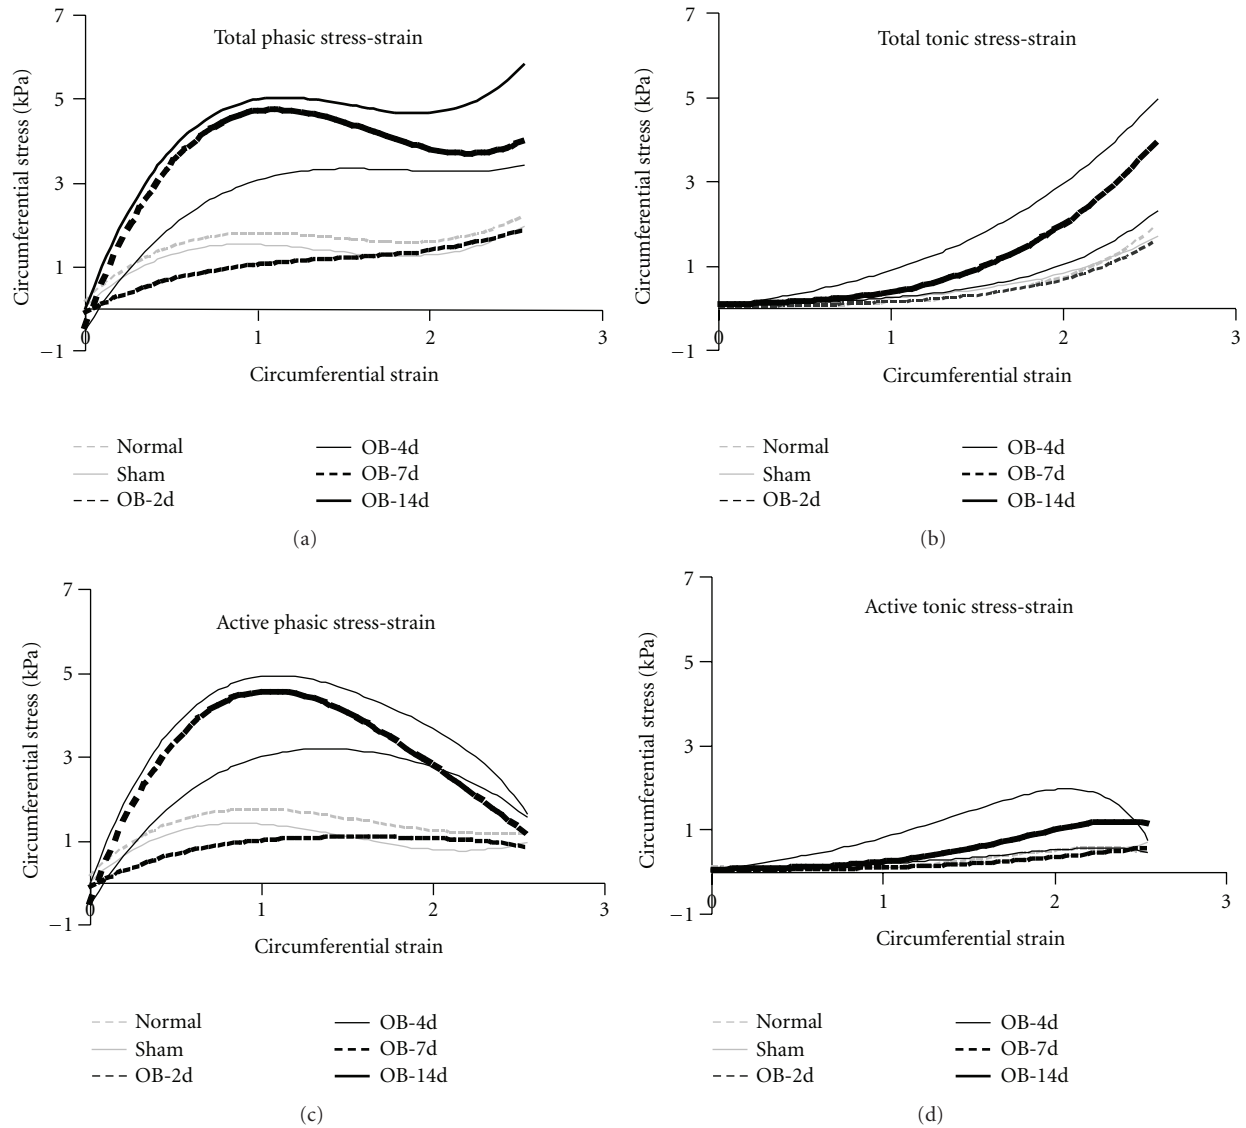 7
Total phasic stress-strain
5
3
1
0
1
2
3
−1
Circumferential stress (kPa)
Circumferential strain
Normal
Sham
OB-2d
OB-4d
OB-7d
OB-14d
(a)
7
Total tonic stress-strain
5
3
1
0
1
2
3
−1
Circumferential stress (kPa)
Circumferential strain
Normal
Sham
OB-2d
OB-4d
OB-7d
OB-14d
(b)
7
Active phasic stress-strain
5
3
1
0
1
2
3
−1
Circumferential stress (kPa)
Circumferential strain
Normal
Sham
OB-2d
OB-4d
OB-7d
OB-14d
(c)
7
Active tonic stress-strain
5
3
1
0
1
2
3
−1
Circumferential stress (kPa)
Circumferential strain
Normal
Sham
OB-2d
OB-4d
OB-7d
OB-14d
(d)